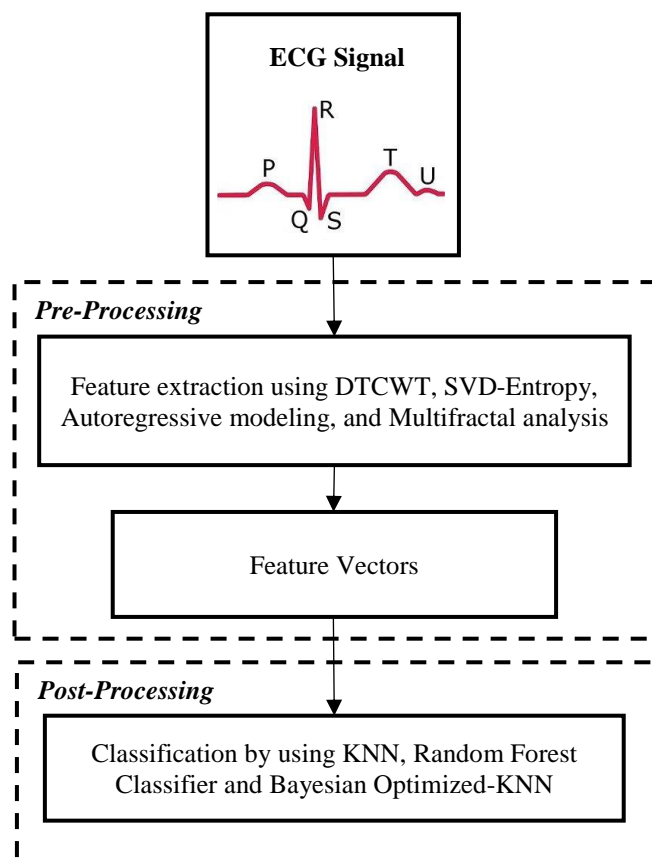 ECG Signal
R
P
T
U
Q
S
Pre-Processing
Feature extraction using DTCWT, SVD-Entropy,
Autoregressive modeling, and Multifractal analysis
Feature Vectors
Post-Processing
Classification by using KNN, Random Forest
Classifier and Bayesian Optimized-KNN